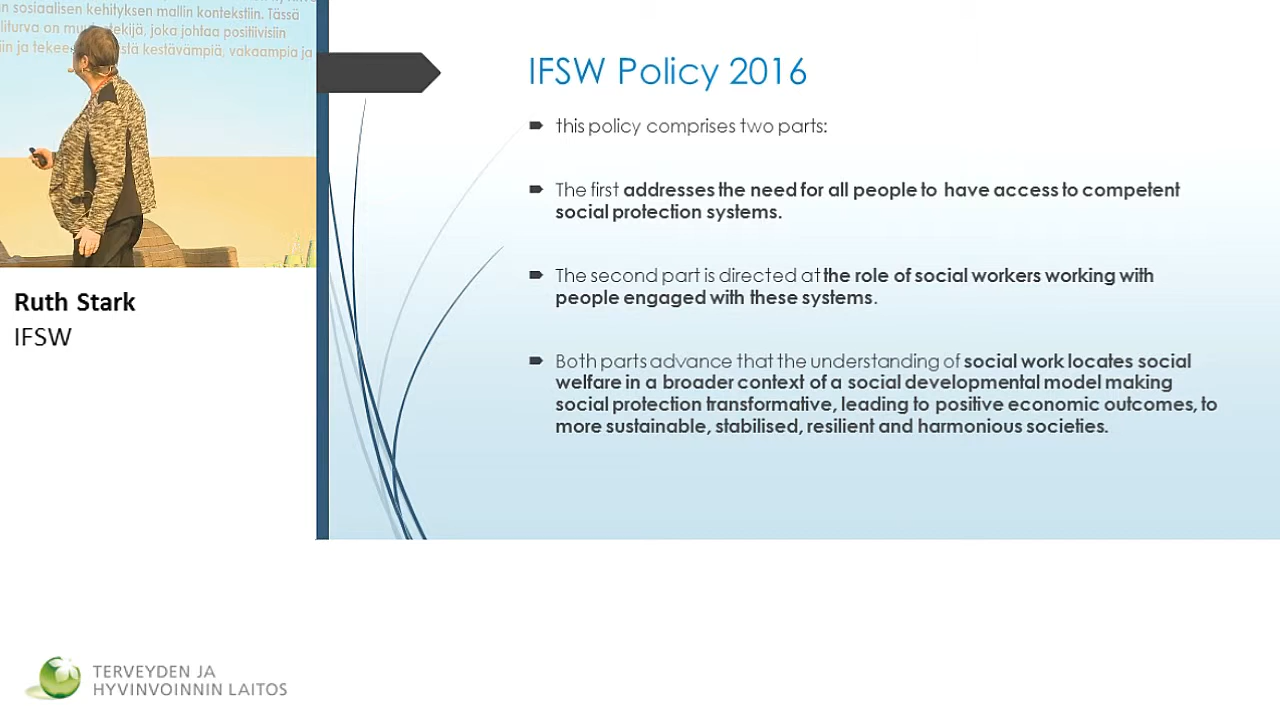 n sosiaalisen kehityksen mallin kontekstiin. Tässä
liturva on
tekijä, joka johtaa positiivisiin
iin ja
kestävämpiä, vakaampia ja
Ruth Stark
IFSW
IFSW Policy 2016
this policy comprises two parts:
The first addresses the need for all people to have access to competent
social protection systems.
The second part is directed at the role of social workers working with
people engaged with these systems.
Both parts advance that the understanding of social work locates social
welfare in a broader context of a social developmental model making
social protection transformative, leading to positive economic outcomes, to
more sustainable, stabilised, resilient and harmonious societies.
TERVEYDEN JA
HYVINVOINNIN LAITOS